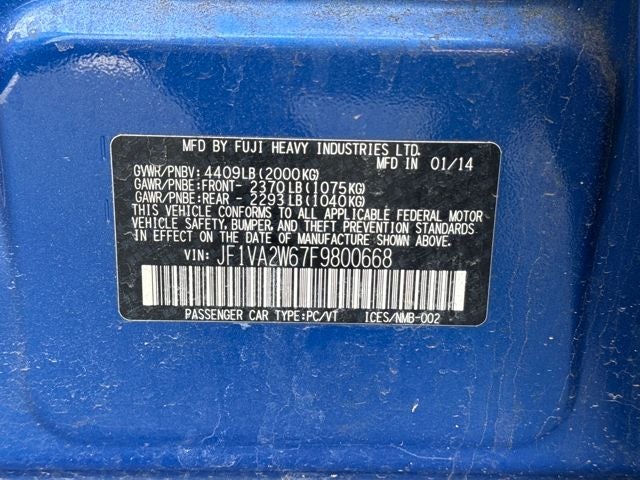 MFD BY FUJI HEAVY INDUSTRIES LTD.
MFD IN 01/14
GVWR/PNBV: 4409LB(2000KG)
GAWR/PNBE:FRONT- 2370LB(1075KG)
GAWR/PNBE:REAR - 2293LB(1040KG)
THIS VEHICLE CONFORMS TO ALL APPLICABLE FEDERAL MOTOR
VEHICLE SAFETY, BUMPER, AND THEFT PREVENTION STANDARDS
IN EFFECT ON THE DATE OF MANUFACTURE SHOWN ABOVE.
VIN: JF1VA2W67F9800668
PASSENGER CAR TYPE:PC/VT ICES/NMB-002